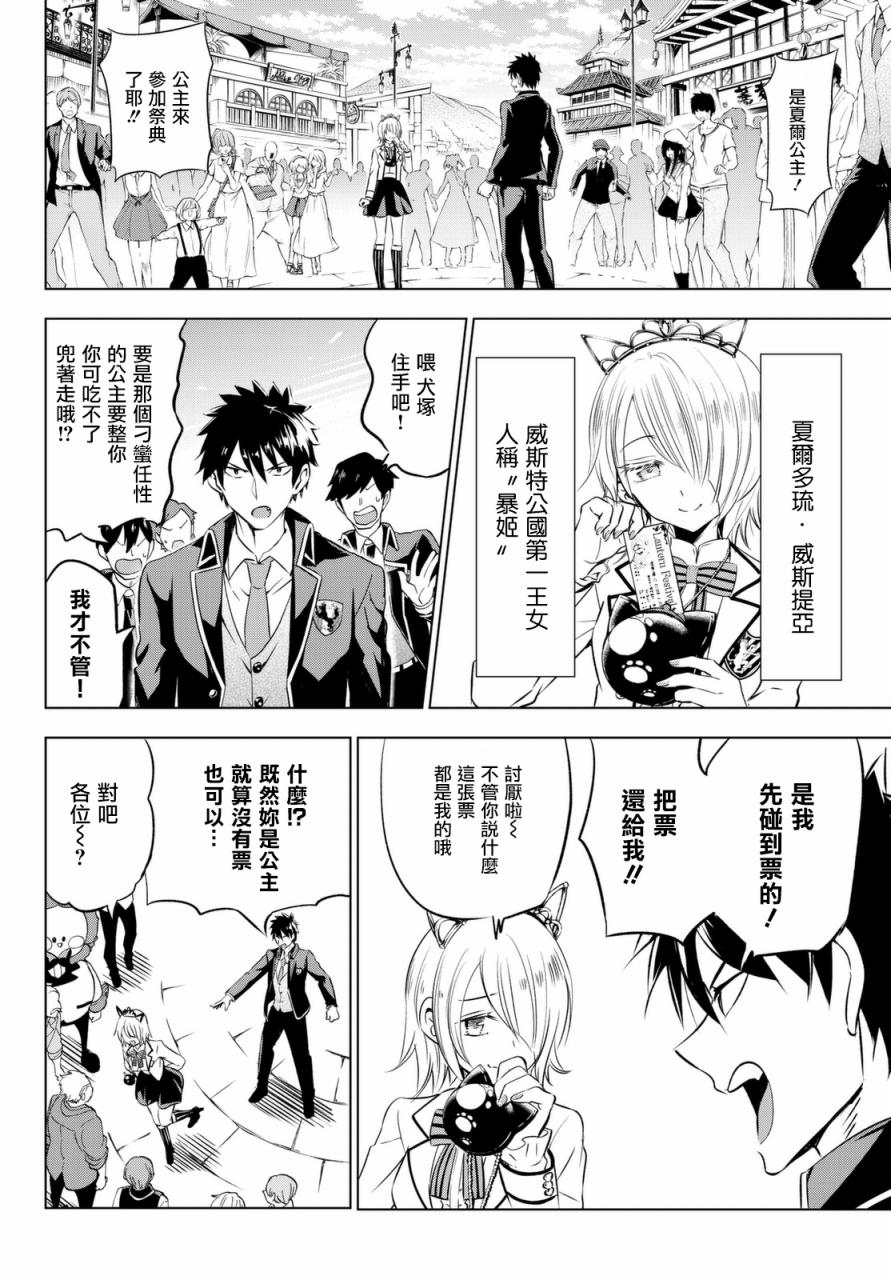 是夏爾公主！
公主來
參加祭典
了耶！！
夏爾多琉．威斯提亞
威斯特公國第一王女
人稱〝暴姬〞
Lantern Festival
喂 犬塚
住手吧！
要是那個刁蠻任性
的公主要整你
你可吃不了
兜著走哦！？
我才不管！
是我
先碰到票的！
把票
還給我！！
討厭啦～
不管你說什麼
這張票
都是我的哦
什麼！？
既然妳是公主
就算沒有票
也可以…
對吧
各位～？